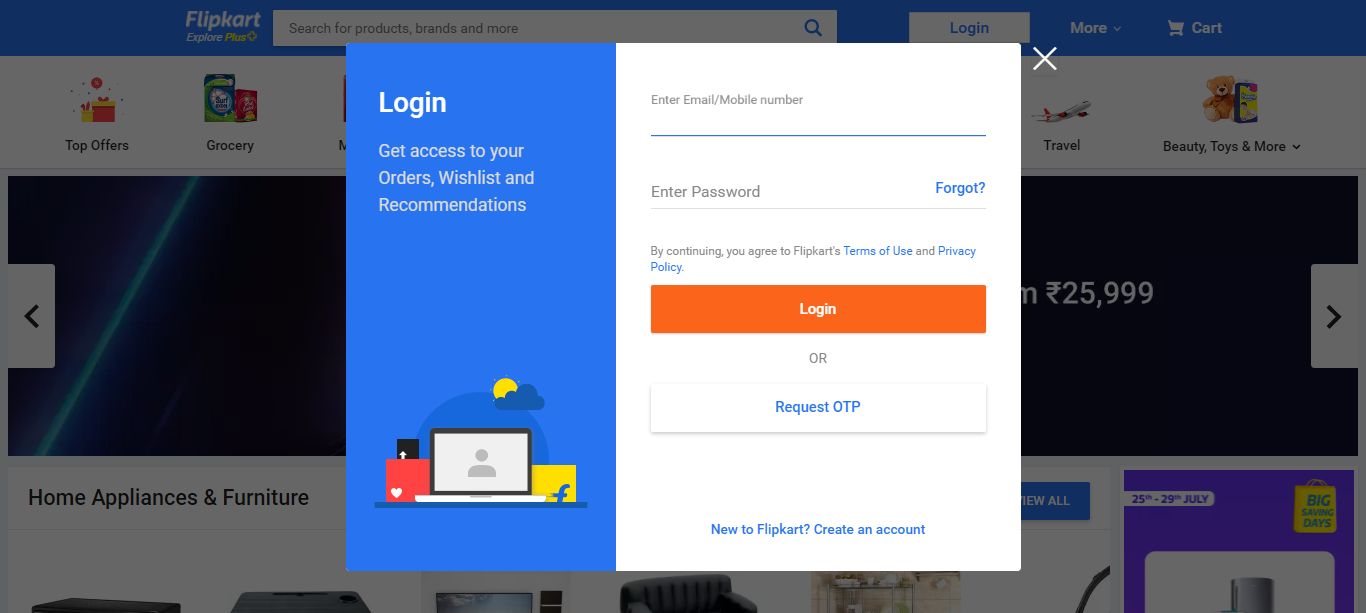 Flipkart
Explore Plus
Search for products, brands and more
Login
More
Cart
Top Offers
Grocery
M
Travel
Beauty, Toys & More
Login
Get access to your
Orders, Wishlist and
Recommendations
Enter Email/Mobile number
Enter Password
Forgot?
By continuing, you agree to Flipkart's Terms of Use and Privacy
Policy.
Login
OR
Request OTP
New to Flipkart? Create an account
m ₹25,999
Home Appliances & Furniture
VIEW ALL
25th - 29th JULY
BIG
SAVING
DAYS